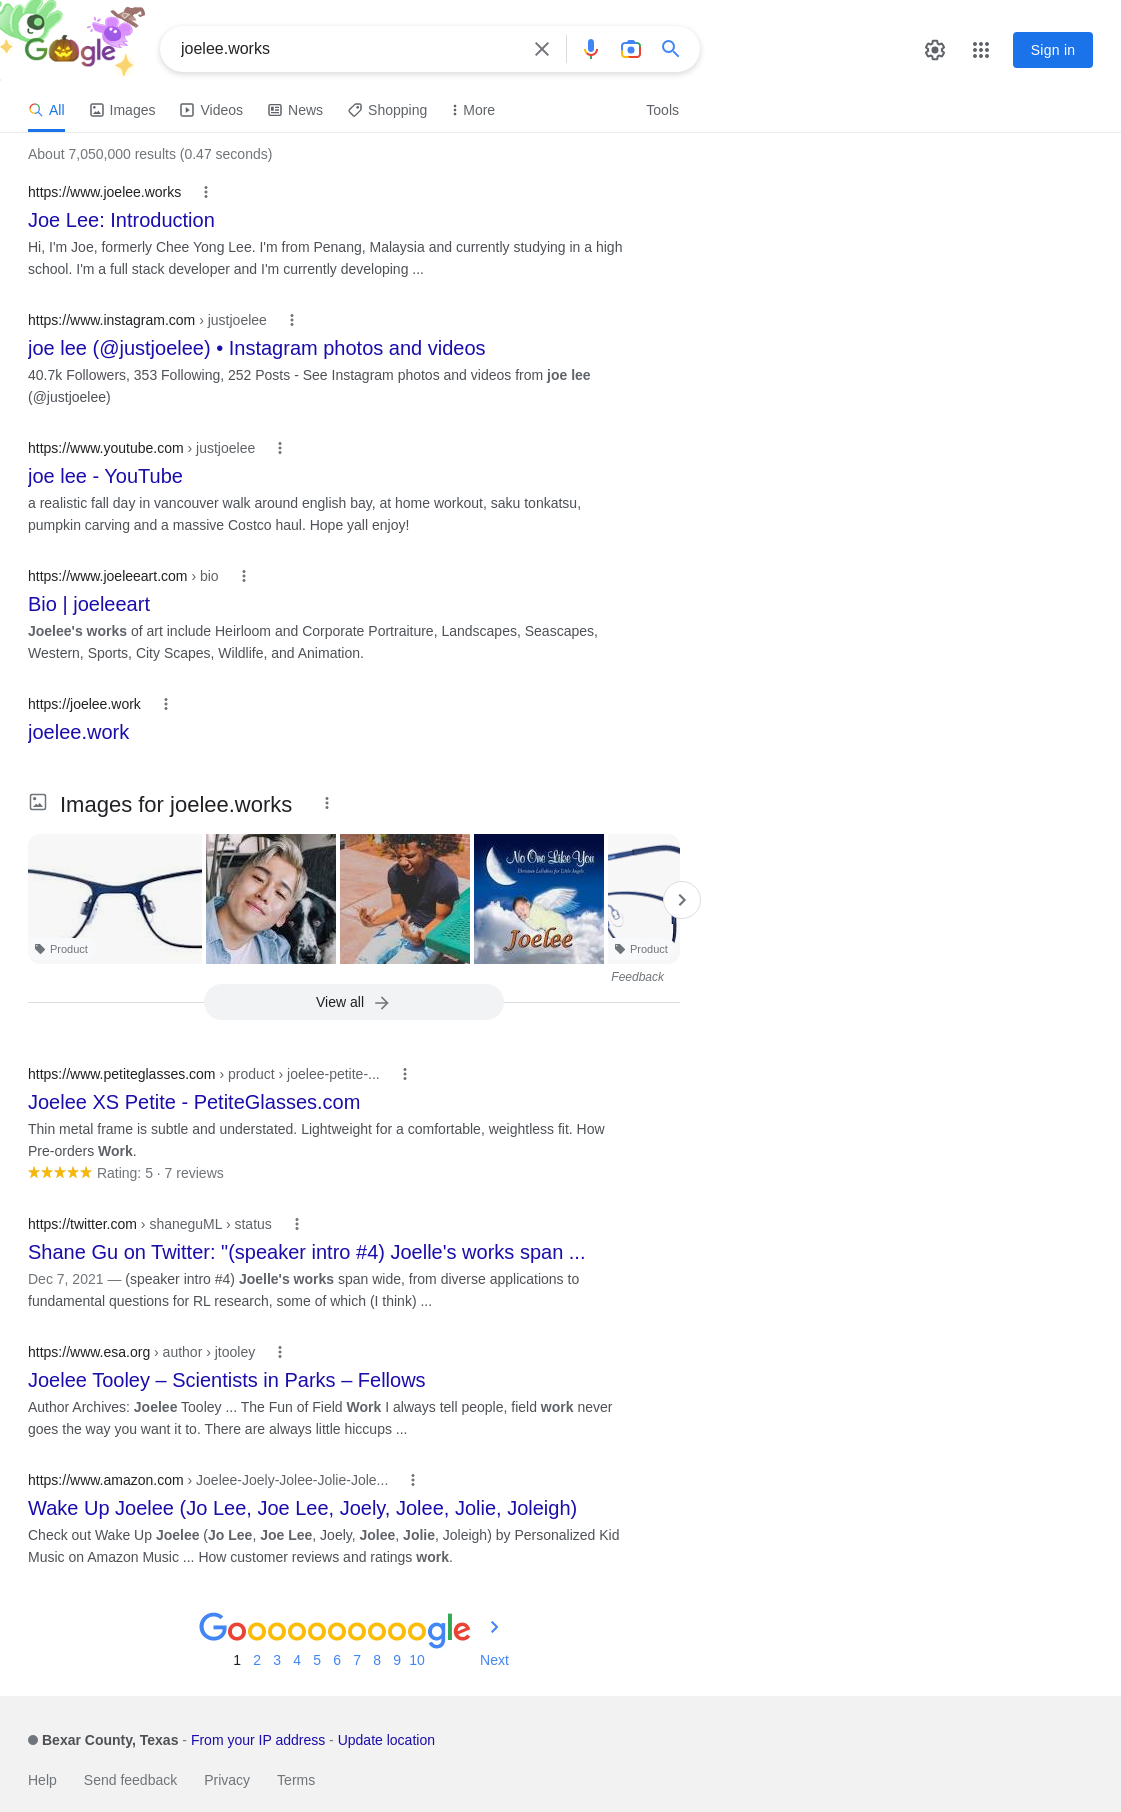 Google
joelee.works
Sign in
All
Images
Videos
News
Shopping
More
Tools
About 7,050,000 results (0.47 seconds)
https://www.joelee.works
Joe Lee: Introduction
Hi, I'm Joe, formerly Chee Yong Lee. I'm from Penang, Malaysia and currently studying in a high
school. I'm a full stack developer and I'm currently developing ...
https://www.instagram.com › justjoelee
joe lee (@justjoelee) • Instagram photos and videos
40.7k Followers, 353 Following, 252 Posts - See Instagram photos and videos from joe lee
(@justjoelee)
https://www.youtube.com › justjoelee
joe lee - YouTube
a realistic fall day in vancouver walk around english bay, at home workout, saku tonkatsu,
pumpkin carving and a massive Costco haul. Hope yall enjoy!
https://www.joeleeart.com › bio
Bio | joeleeart
Joelee's works of art include Heirloom and Corporate Portraiture, Landscapes, Seascapes,
Western, Sports, City Scapes, Wildlife, and Animation.
https://joelee.work
joelee.work
Images for joelee.works
No One Like You
Christian Lullabies for Little Angels
Joelee
Product
Product
Feedback
View all
https://www.petiteglasses.com › product › joelee-petite-...
Joelee XS Petite - PetiteGlasses.com
Thin metal frame is subtle and understated. Lightweight for a comfortable, weightless fit. How
Pre-orders Work.
Rating: 5 · 7 reviews
https://twitter.com › shaneguML › status
Shane Gu on Twitter: "(speaker intro #4) Joelle's works span ...
Dec 7, 2021 — (speaker intro #4) Joelle's works span wide, from diverse applications to
fundamental questions for RL research, some of which (I think) ...
https://www.esa.org › author › jtooley
Joelee Tooley – Scientists in Parks – Fellows
Author Archives: Joelee Tooley ... The Fun of Field Work I always tell people, field work never
goes the way you want it to. There are always little hiccups ...
https://www.amazon.com › Joelee-Joely-Jolee-Jolie-Jole...
Wake Up Joelee (Jo Lee, Joe Lee, Joely, Jolee, Jolie, Joleigh)
Check out Wake Up Joelee (Jo Lee, Joe Lee, Joely, Jolee, Jolie, Joleigh) by Personalized Kid
Music on Amazon Music ... How customer reviews and ratings work.
Goooooooooogle
1 2 3 4 5 6 7 8 9 10 Next
Bexar County, Texas - From your IP address - Update location
Help Send feedback Privacy Terms